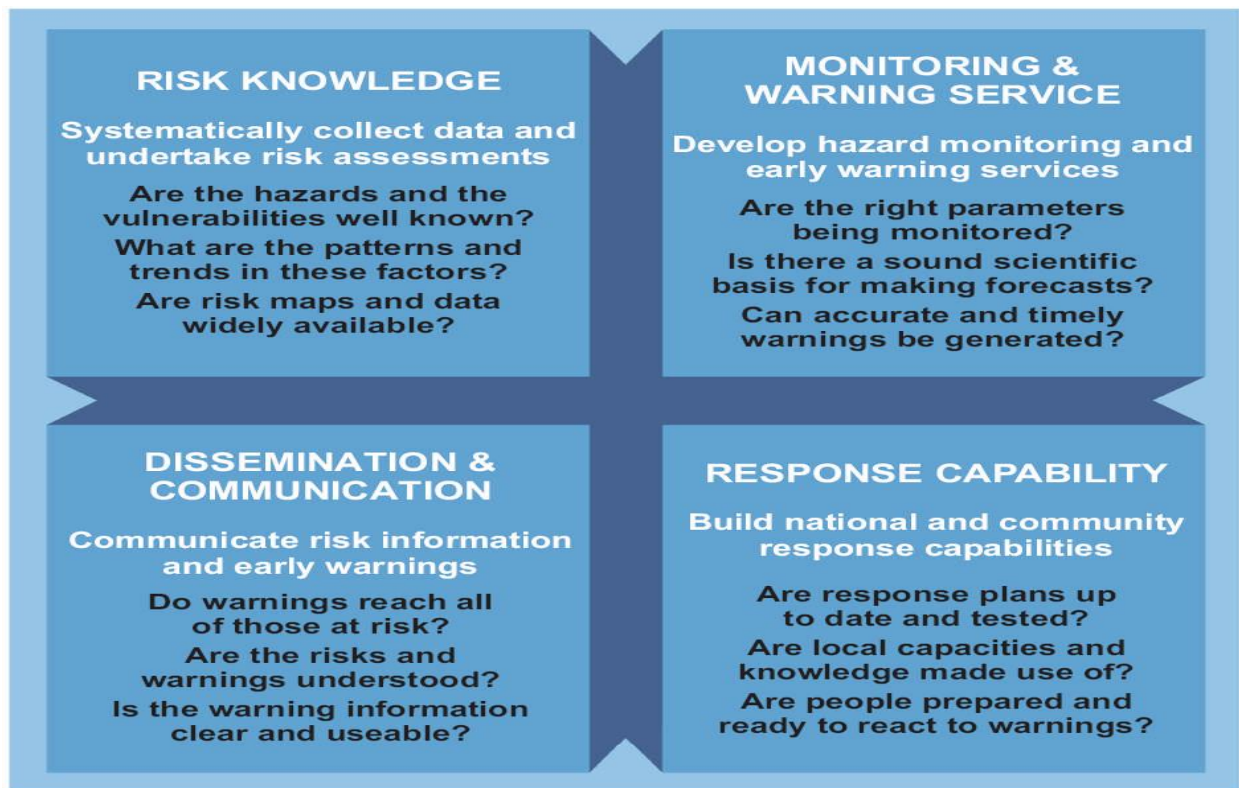 RISK KNOWLEDGE
Systematically collect data and
undertake risk assessments
Are the hazards and the
vulnerabilities well known?
What are the patterns and
trends in these factors?
Are risk maps and data
widely available?
MONITORING &
WARNING SERVICE
Develop hazard monitoring and
early warning services
Are the right parameters
being monitored?
Is there a sound scientific
basis for making forecasts?
Can accurate and timely
warnings be generated?
DISSEMINATION &
COMMUNICATION
Communicate risk information
and early warnings
Do warnings reach all
of those at risk?
Are the risks and
warnings understood?
Is the warning information
clear and useable?
RESPONSE CAPABILITY
Build national and community
response capabilities
Are response plans up
to date and tested?
Are local capacities and
knowledge made use of?
Are people prepared and
ready to react to warnings?